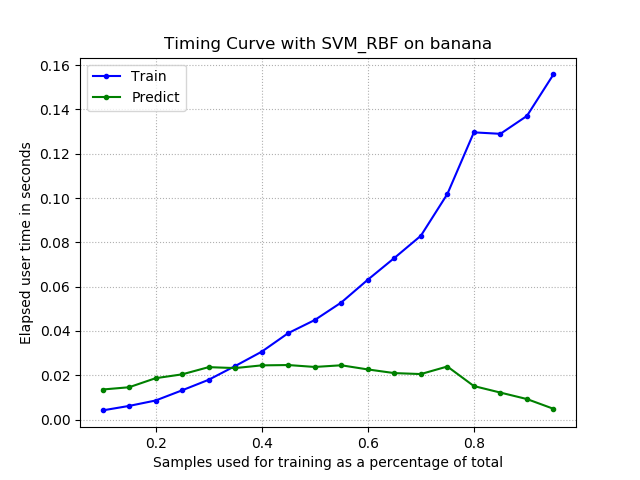 Timing Curve with SVM_RBF on banana
Train
Predict
Elapsed user time in seconds
0.16
0.14
0.12
0.10
0.08
0.06
0.04
0.02
0.00
0.2 0.4 0.6 0.8
Samples used for training as a percentage of total